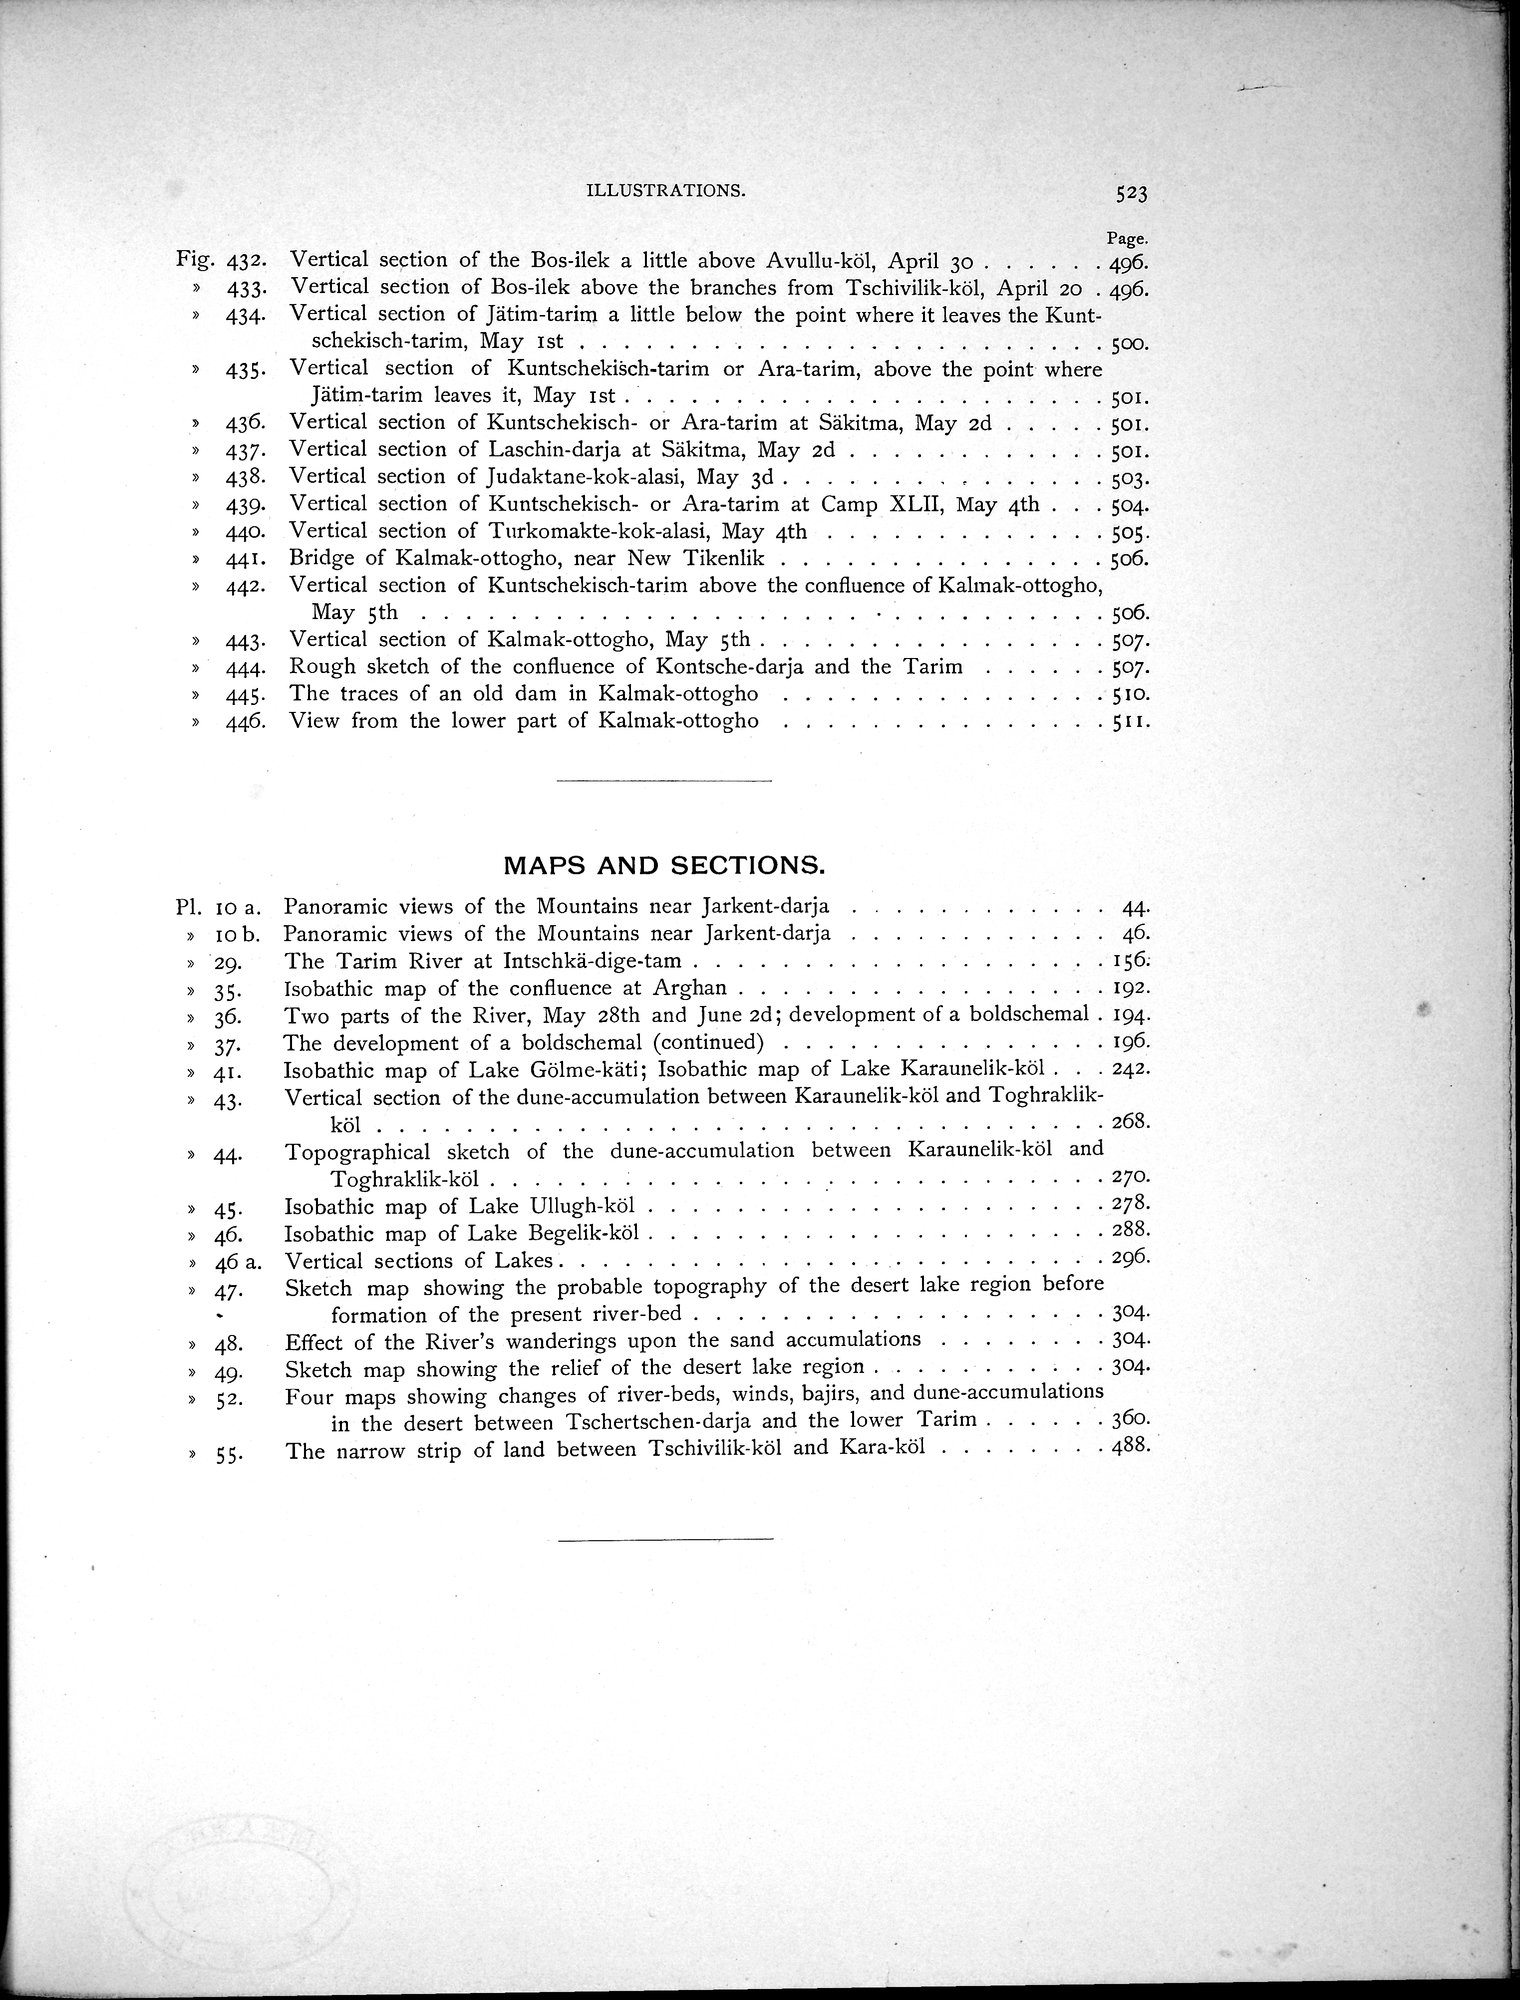 ILLUSTRATIONS. 523
Page.
Fig. 432. Vertical section of the Bos-ilek a little above Avullu-köl, April 30 . . . . . . 496.
» 433. Vertical section of Bos-ilek above the branches from Tschivilik-köl, April 20 . 496.
» 434. Vertical section of Jätim-tarim a little below the point where it leaves the Kunt-
schekisch-tarim, May 1st . . . . . . . . . . . . . . . . . . . . . . . . 500.
» 435. Vertical section of Kuntschekisch-tarim or Ara-tarim, above the point where
Jätim-tarim leaves it, May 1st . . . . . . . . . . . . . . . . . . . . . . 501.
» 436. Vertical section of Kuntschekisch- or Ara-tarim at Säkitma, May 2d . . . . . 501.
» 437. Vertical section of Laschin-darja at Säkitma, May 2d . . . . . . . . . . . . 501.
» 438. Vertical section of Judaktane-kok-alasi, May 3d . . . . . . . . . . . . . . . 503.
» 439. Vertical section of Kuntschekisch- or Ara-tarim at Camp XLII, May 4th . . . 504.
» 440. Vertical section of Turkomakte-kok-alasi, May 4th . . . . . . . . . . . . . 505.
» 441. Bridge of Kalmak-ottogho, near New Tikenlik . . . . . . . . . . . . . . . 506.
» 442. Vertical section of Kuntschekisch-tarim above the confluence of Kalmak-ottogho,
May 5th . . . . . . . . . . . . . . . . . . . . . . . . . . . . . . . 506.
» 443. Vertical section of Kalmak-ottogho, May 5th . . . . . . . . . . . . . . . . 507.
» 444. Rough sketch of the confluence of Kontsche-darja and the Tarim . . . . . . 507.
» 445. The traces of an old dam in Kalmak-ottogho . . . . . . . . . . . . . . . 510.
» 446. View from the lower part of Kalmak-ottogho . . . . . . . . . . . . . . . 511.
MAPS AND SECTIONS.
Pl. 10 a. Panoramic views of the Mountains near Jarkent-darja . . . . . . . . . . . . 44.
» 10 b. Panoramic views of the Mountains near Jarkent-darja . . . . . . . . . . . . 46.
» 29. The Tarim River at Intschkä-dige-tam . . . . . . . . . . . . . . . . . . . 156.
» 35. Isobathic map of the confluence at Arghan . . . . . . . . . . . . . . . . . 192.
» 36. Two parts of the River, May 28th and June 2d; development of a boldschemal . 194.
» 37. The development of a boldschemal (continued) . . . . . . . . . . . . . . . 196.
» 41. Isobathic map of Lake Gölme-käti; Isobathic map of Lake Karaunelik-köl . . . 242.
» 43. Vertical section of the dune-accumulation between Karaunelik-köl and Toghraklik-
köl . . . . . . . . . . . . . . . . . . . . . . . . . . . . . . . . . 268.
» 44. Topographical sketch of the dune-accumulation between Karaunelik-köl and
Toghraklik-köl . . . . . . . . . . . . . . . . . . . . . . . . . . . . 270.
» 45. Isobathic map of Lake Ullugh-köl . . . . . . . . . . . . . . . . . . . . . 278.
» 46. Isobathic map of Lake Begelik-köl . . . . . . . . . . . . . . . . . . . . . 288.
» 46 a. Vertical sections of Lakes . . . . . . . . . . . . . . . . . . . . . . . . . 296.
» 47. Sketch map showing the probable topography of the desert lake region before
formation of the present river-bed . . . . . . . . . . . . . . . . . . . 304.
» 48. Effect of the River's wanderings upon the sand accumulations . . . . . . . . 304.
» 49. Sketch map showing the relief of the desert lake region . . . . . . . . . . . 304.
» 52. Four maps showing changes of river-beds, winds, bajirs, and dune-accumulations
in the desert between Tschertschen-darja and the lower Tarim . . . . . . 360.
» 55. The narrow strip of land between Tschivilik-köl and Kara-köl . . . . . . . . 488.